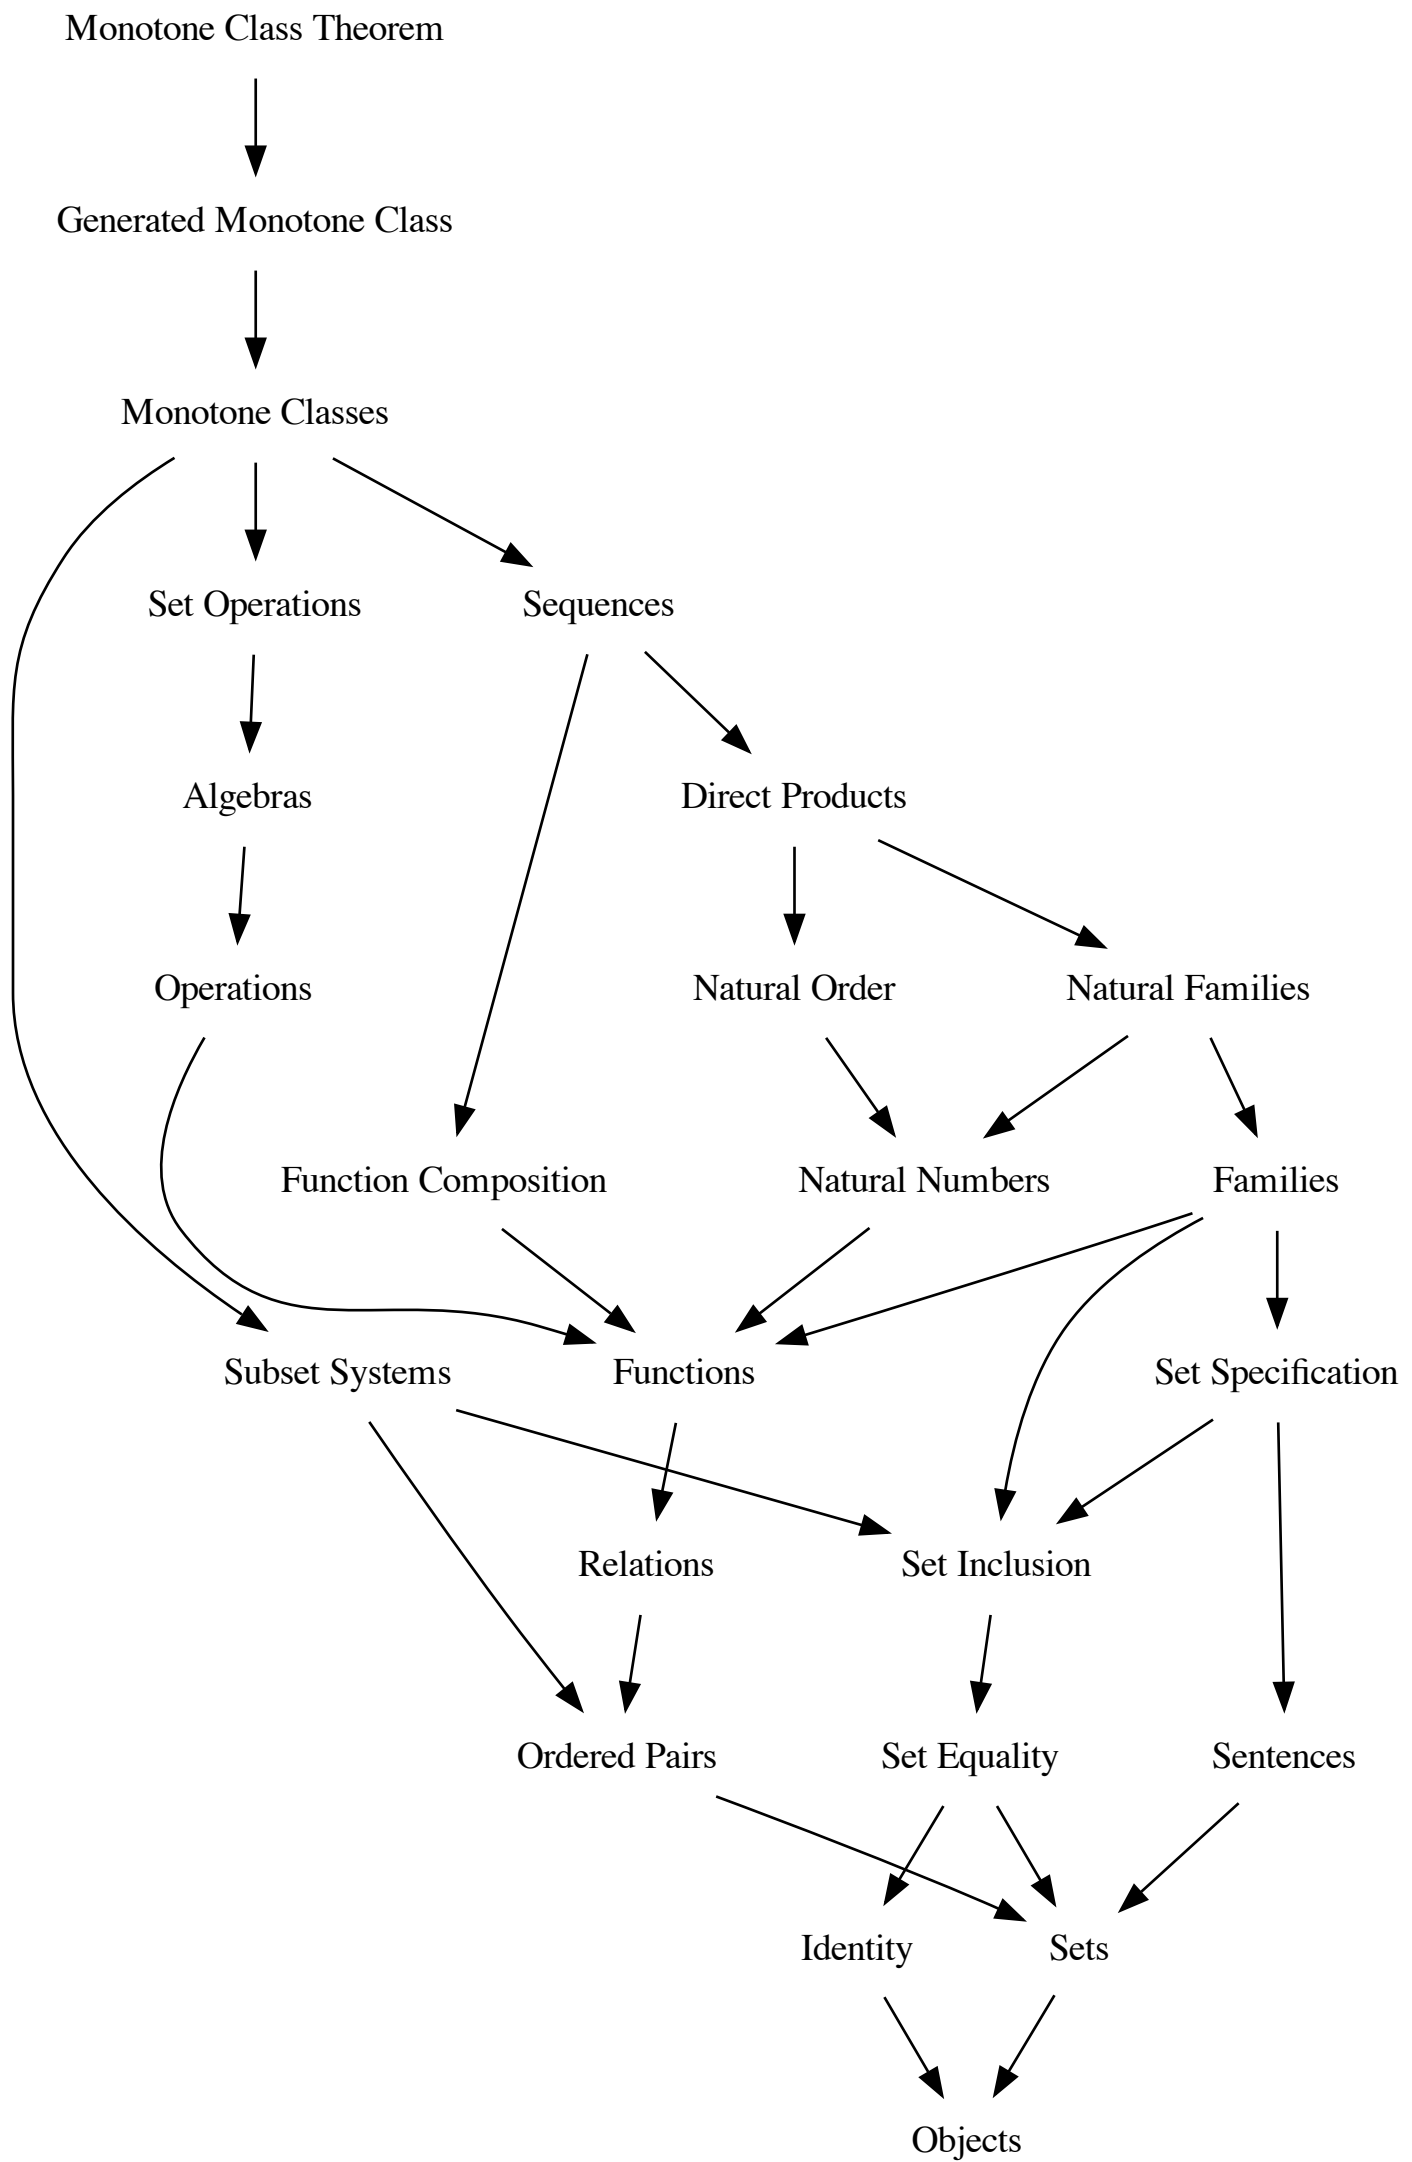 Monotone Class Theorem
Generated Monotone Class
Monotone Classes
Set Operations
Sequences
Algebras
Direct Products
Operations
Natural Order
Natural Families
Function Composition
Natural Numbers
Families
Subset Systems
Functions
Set Specification
Relations
Set Inclusion
Ordered Pairs
Set Equality
Sentences
Identity
Sets
Objects